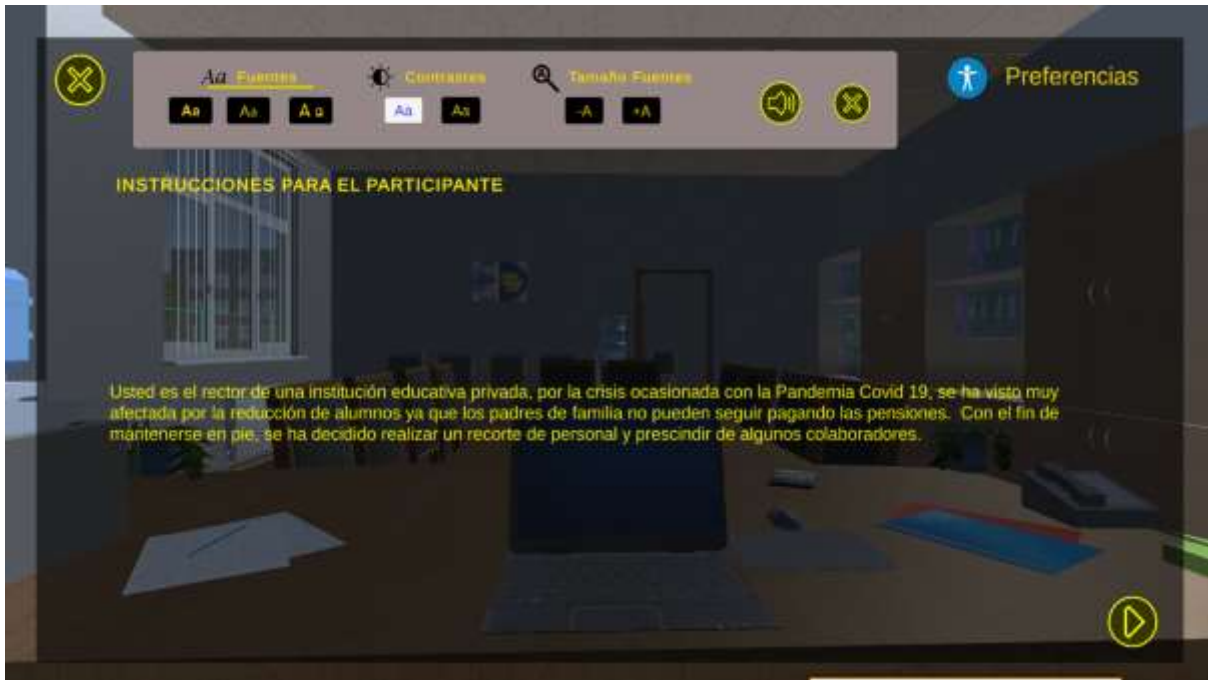 Aa Fuentes
Contrastes
Tamaño Fuentes
Preferencias
Aa Aa Aa Aa Aa -A +A
INSTRUCCIONES PARA EL PARTICIPANTE
Usted es el rector de una institución educativa privada, por la crisis ocasionada con la Pandemia Covid 19, se ha visto muy
afectada por la reducción de alumnos ya que los padres de familia no pueden seguir pagando las pensiones. Con el fin de
mantenerse en pie, se ha decidido realizar un recorte de personal y prescindir de algunos colaboradores.